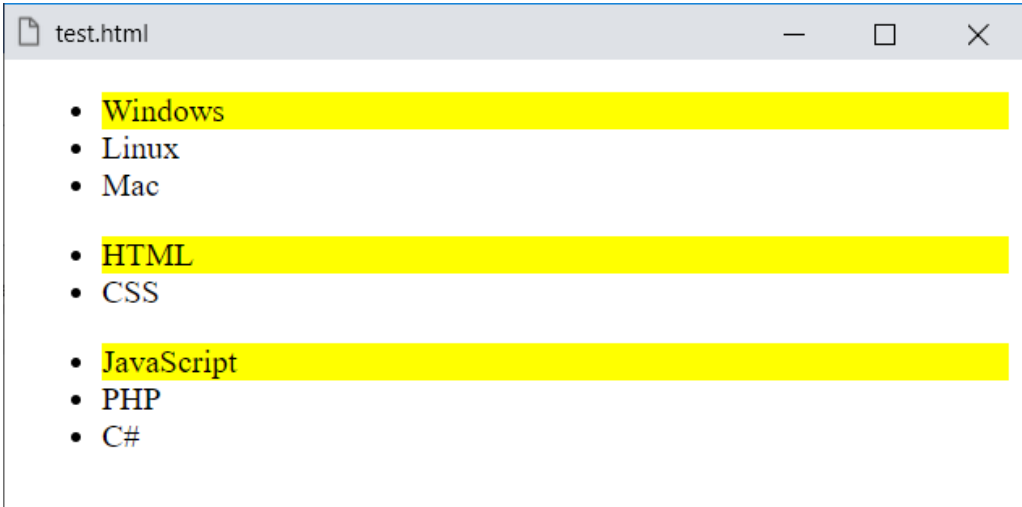 test.html
Windows
Linux
Mac
HTML
CSS
JavaScript
PHP
C#